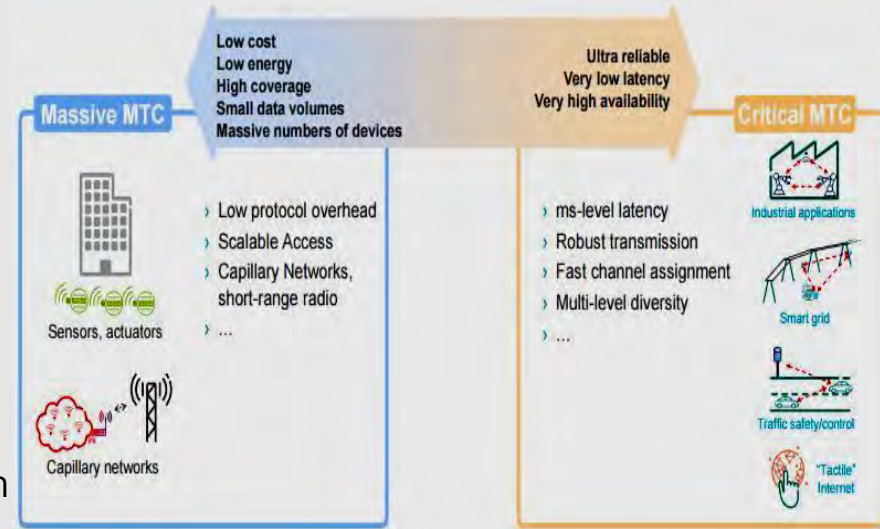 Low cost
Low energy
High coverage
Small data volumes
Massive numbers of devices
Ultra reliable
Very low latency
Very high availability
Massive MTC
Critical MTC
› Low protocol overhead
› Scalable Access
› Capillary Networks,
short-range radio
› ...
Sensors, actuators
Capillary networks
› ms-level latency
› Robust transmission
› Fast channel assignment
› Multi-level diversity
› ...
Industrial applications
Smart grid
Traffic safety/control
"Tactile"
Internet
n